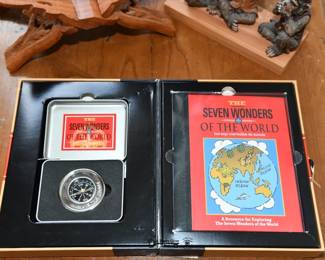 THE
SEVEN WONDERS
OF THE WORLD
THE
SEVEN WONDERS
OF THE WORLD
A Resource for Exploring
The Seven Wonders of the World